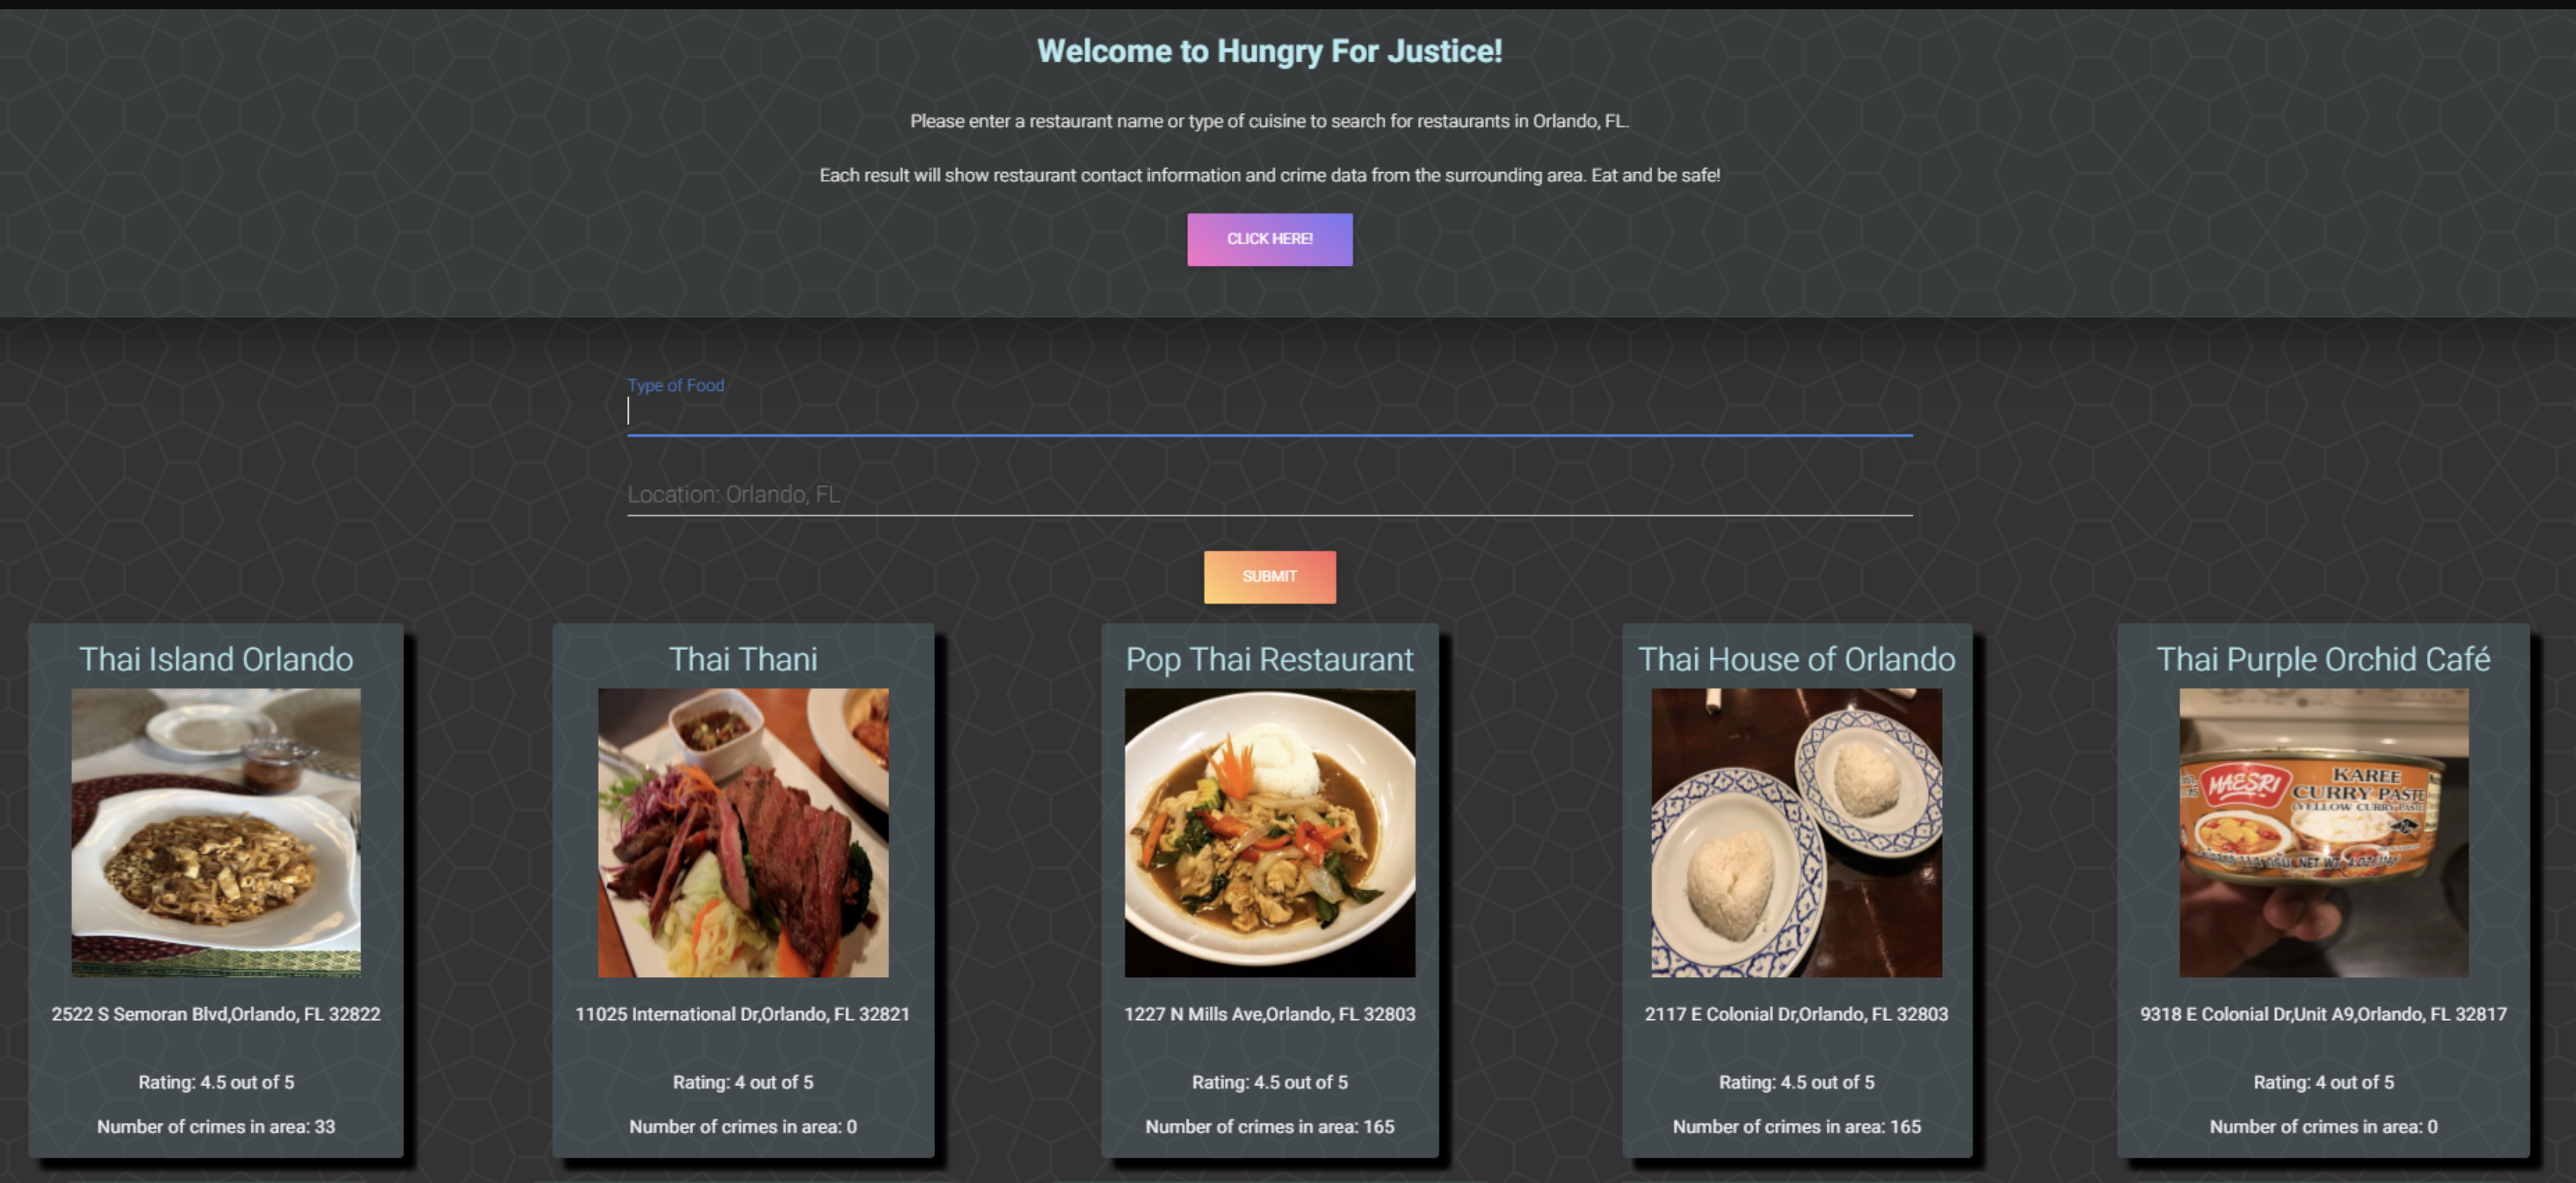 Welcome to Hungry For Justice!
Please enter a restaurant name or type of cuisine to search for restaurants in Orlando, FL.
Each result will show restaurant contact information and crime data from the surrounding area. Eat and be safe!
CLICK HERE!
Type of Food
Location: Orlando, FL
SUBMIT
Thai Island Orlando
2522 S Semoran Blvd,Orlando, FL 32822
Rating: 4.5 out of 5
Number of crimes in area: 33
Thai Thani
11025 International Dr,Orlando, FL 32821
Rating: 4 out of 5
Number of crimes in area: 0
Pop Thai Restaurant
1227 N Mills Ave,Orlando, FL 32803
Rating: 4.5 out of 5
Number of crimes in area: 165
Thai House of Orlando
2117 E Colonial Dr,Orlando, FL 32803
Rating: 4.5 out of 5
Number of crimes in area: 165
Thai Purple Orchid Café
MAESRI
KAREE
CURRY PASTE
(YELLOW CURRY PASTE)
NET WT. 4 OZ
9318 E Colonial Dr,Unit A9,Orlando, FL 32817
Rating: 4 out of 5
Number of crimes in area: 0